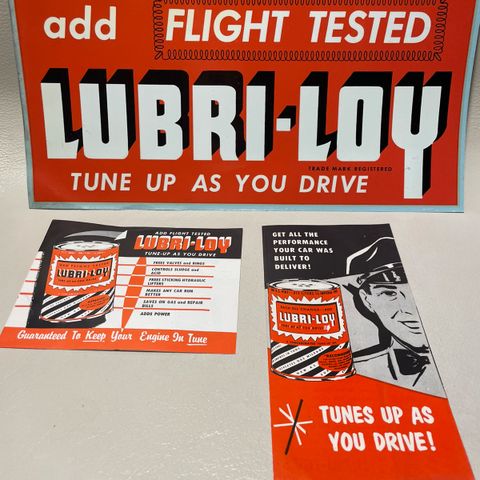 add FLIGHT TESTED
LUBRI-LOY
TRADE MARK REGISTERED
TUNE UP AS YOU DRIVE
ADD FLIGHT TESTED
LUBRI-LOY
TUNE-UP AS YOU DRIVE
FREES VALVES and RINGS
CONTROLS SLUDGE and
ACID
FREES STICKING HYDRAULIC
LIFTERS
MAKES ANY CAR RUN
BETTER
SAVES ON GAS and REPAIR
BILLS
ADDS POWER
LUBRI-LOY
Guaranteed To Keep Your Engine In Tune
GET ALL THE
PERFORMANCE
YOUR CAR WAS
BUILT TO
DELIVER!
LUBRI-LOY
TUNES UP AS
YOU DRIVE!